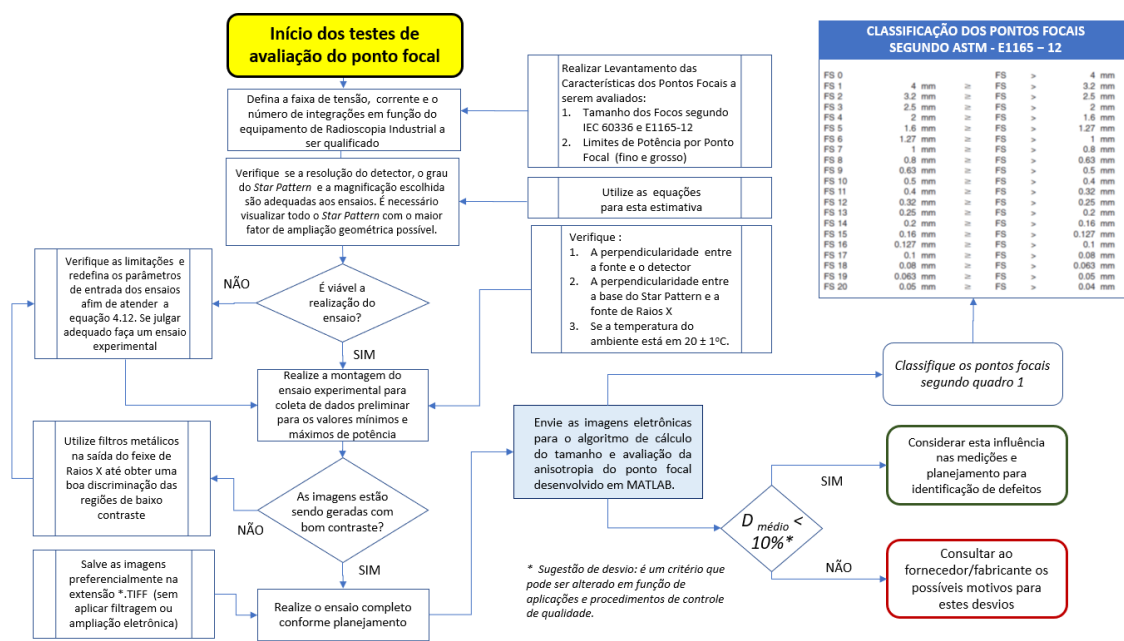 Início dos testes de
avaliação do ponto focal
Defina a faixa de tensão, corrente e o
número de integrações em função do
equipamento de Radioscopia Industrial a
ser qualificado
Realizar Levantamento das
Características dos Pontos Focais a
serem avaliados:
1. Tamanho dos Focos segundo
IEC 60336 e E1165-12
2. Limites de Potência por Ponto
Focal (fino e grosso)
Verifique se a resolução do detector, o grau
do Star Pattern e a magnificação escolhida
são adequadas aos ensaios. É necessário
visualizar todo o Star Pattern com o maior
fator de ampliação geométrica possível.
Utilize as equações
para esta estimativa
Verifique :
1. A perpendicularidade entre
a fonte e o detector
2. A perpendicularidade entre
a base do Star Pattern e a
fonte de Raios X
3. Se a temperatura do
ambiente está em 20 ± 1ºC.
É viável a
realização do
ensaio?
NÃO
SIM
Verifique as limitações e
redefina os parâmetros
de entrada dos ensaios
afim de atender a
equação 4.12. Se julgar
adequado faça um ensaio
experimental
Realize a montagem do
ensaio experimental para
coleta de dados preliminar
para os valores mínimos e
máximos de potência
Utilize filtros metálicos
na saída do feixe de
Raios X até obter uma
boa discriminação das
regiões de baixo
contraste
As imagens estão
sendo geradas com
bom contraste?
NÃO
SIM
Salve as imagens
preferencialmente na
extensão *.TIFF (sem
aplicar filtragem ou
ampliação eletrônica)
Realize o ensaio completo
conforme planejamento
Envie as imagens eletrônicas
para o algoritmo de cálculo
do tamanho e avaliação da
anisotropia do ponto focal
desenvolvido em MATLAB.
D médio <
10%*
SIM
NÃO
* Sugestão de desvio: é um critério que
pode ser alterado em função de
aplicações e procedimentos de controle
de qualidade.
CLASSIFICAÇÃO DOS PONTOS FOCAIS
SEGUNDO ASTM - E1165 – 12
FS 0 FS > 4 mm
FS 1 4 mm ≥ FS > 3.2 mm
FS 2 3.2 mm ≥ FS > 2.5 mm
FS 3 2.5 mm ≥ FS > 2 mm
FS 4 2 mm ≥ FS > 1.6 mm
FS 5 1.6 mm ≥ FS > 1.27 mm
FS 6 1.27 mm ≥ FS > 1 mm
FS 7 1 mm ≥ FS > 0.8 mm
FS 8 0.8 mm ≥ FS > 0.63 mm
FS 9 0.63 mm ≥ FS > 0.5 mm
FS 10 0.5 mm ≥ FS > 0.4 mm
FS 11 0.4 mm ≥ FS > 0.32 mm
FS 12 0.32 mm ≥ FS > 0.25 mm
FS 13 0.25 mm ≥ FS > 0.2 mm
FS 14 0.2 mm ≥ FS > 0.16 mm
FS 15 0.16 mm ≥ FS > 0.127 mm
FS 16 0.127 mm ≥ FS > 0.1 mm
FS 17 0.1 mm ≥ FS > 0.08 mm
FS 18 0.08 mm ≥ FS > 0.063 mm
FS 19 0.063 mm ≥ FS > 0.05 mm
FS 20 0.05 mm ≥ FS > 0.04 mm
Classifique os pontos focais
segundo quadro 1
Considerar esta influência
nas medições e
planejamento para
identificação de defeitos
Consultar ao
fornecedor/fabricante os
possíveis motivos para
estes desvios